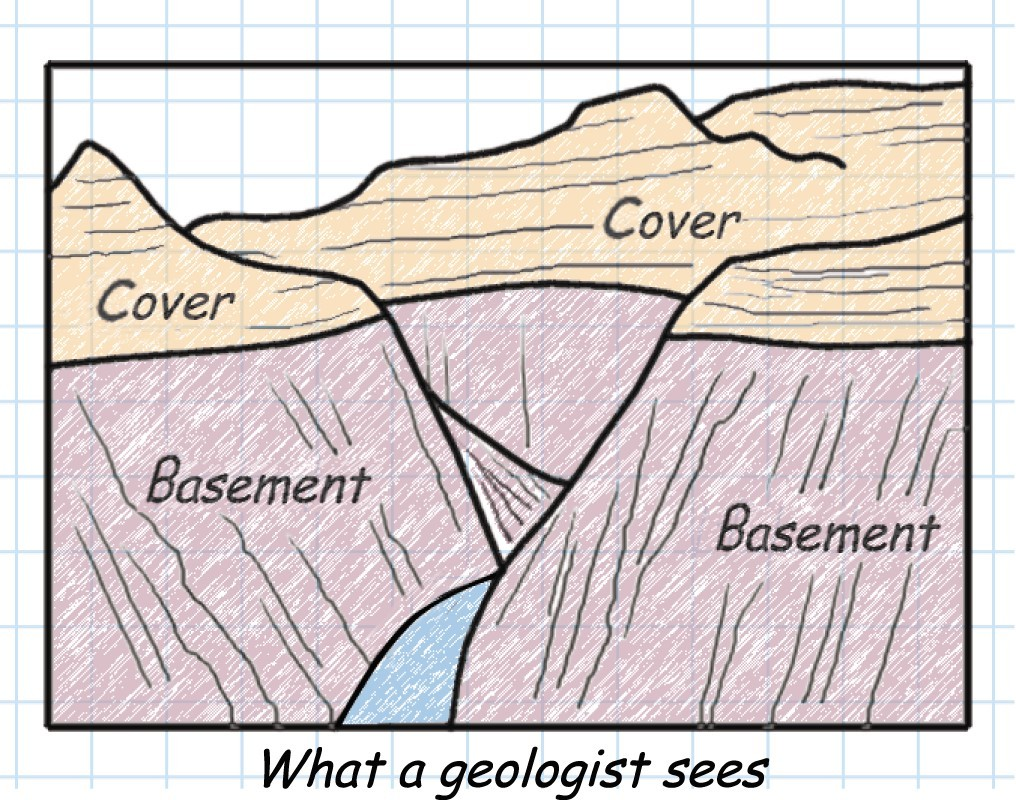 Cover
Cover
Basement
Basement
What a geologist sees